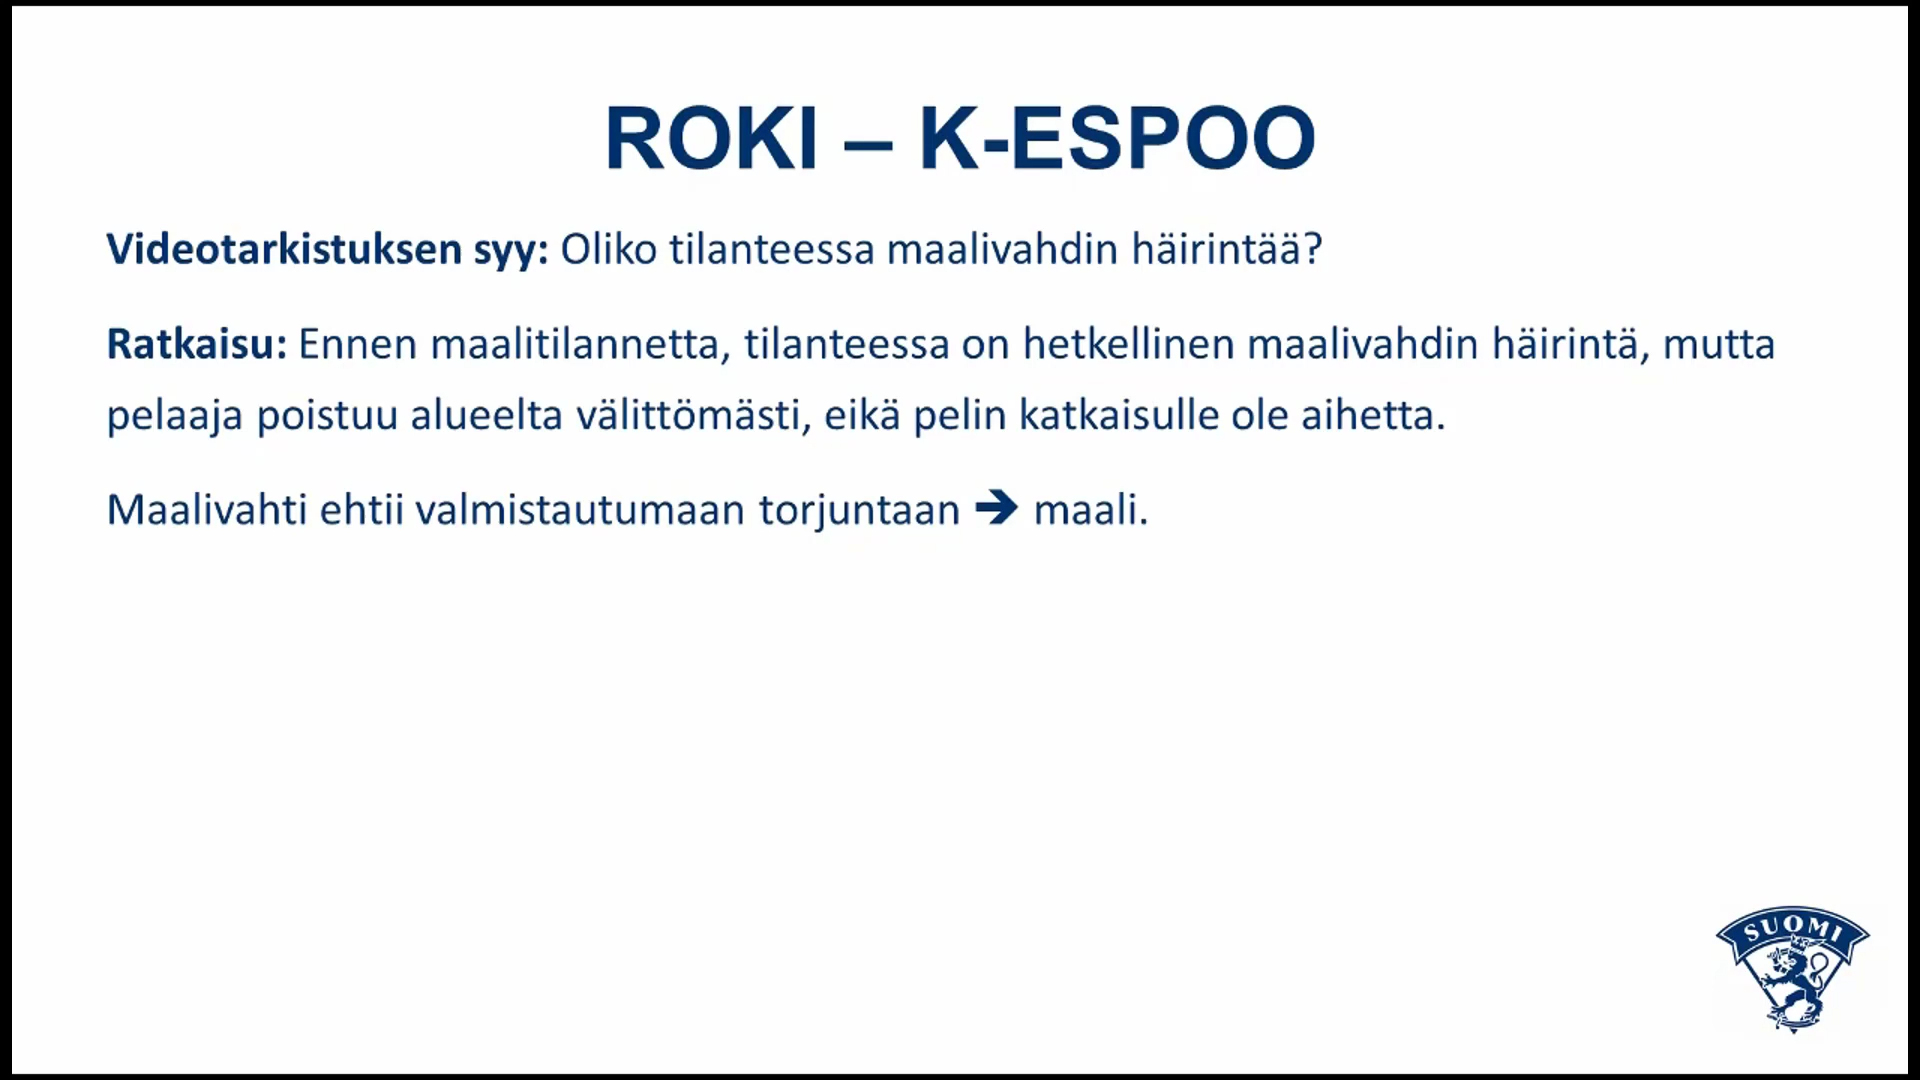 ROKI – K-ESPOO
Videotarkistuksen syy: Oliko tilanteessa maalivahdin häirintää?
Ratkaisu: Ennen maalitilannetta, tilanteessa on hetkellinen maalivahdin häirintä, mutta
pelaaja poistuu alueelta välittömästi, eikä pelin katkaisulle ole aihetta.
Maalivahti ehtii valmistautumaan torjuntaan ➔ maali.
SUOMI